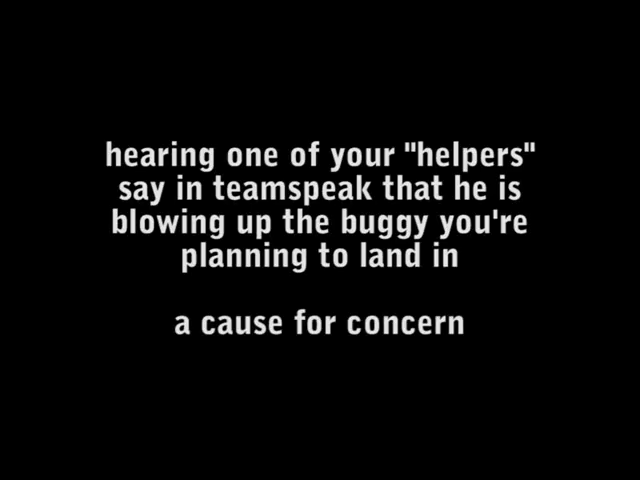 hearing one of your "helpers"
say in teamspeak that he is
blowing up the buggy you're
planning to land in
a cause for concern